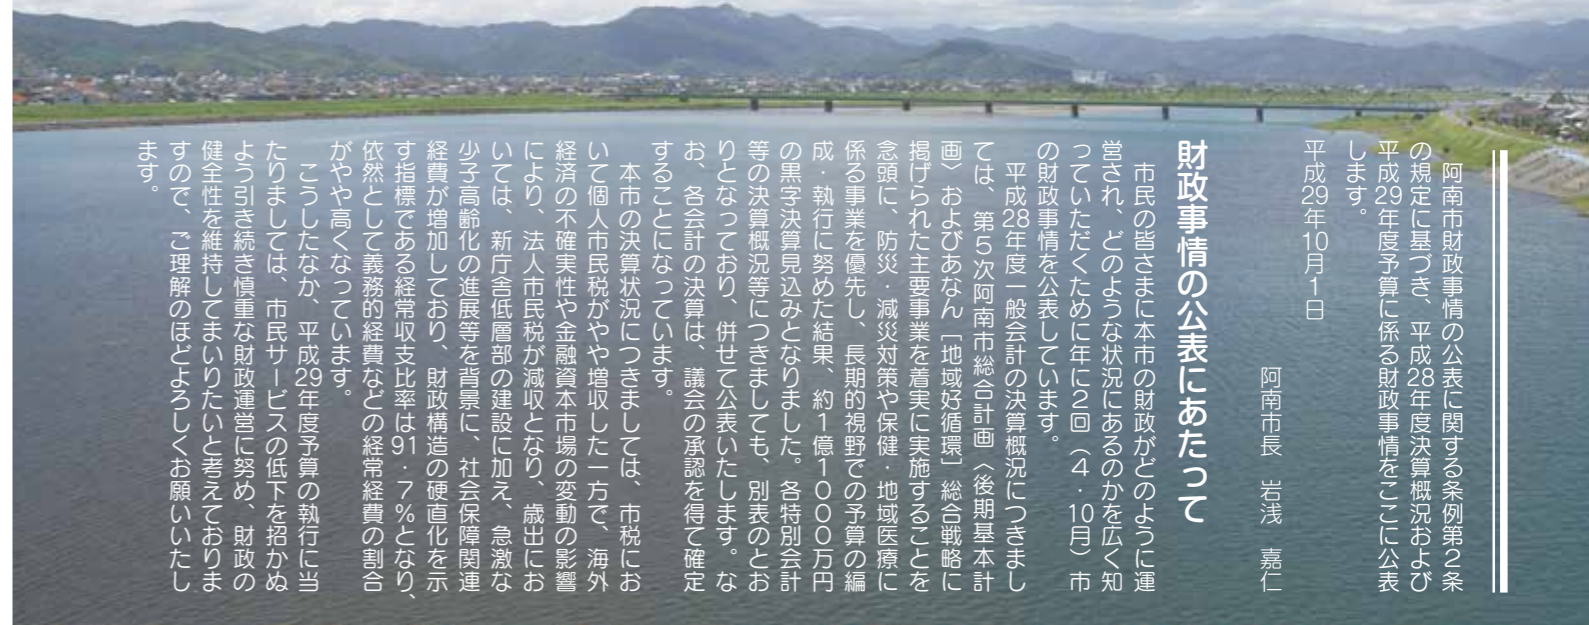 阿南市財政事情の公表に関する条例第２条
の規定に基づき、平成28年度決算概況および
平成29年度予算に係る財政事情をここに公表
します。
平成29年10月１日
阿南市長　岩浅　嘉仁
財政事情の公表にあたって
　市民の皆さまに本市の財政がどのように運
営され、どのような状況にあるのかを広く知
っていただくために年に２回（４・10月）市
の財政事情を公表しています。
　平成28年度一般会計の決算概況につきまし
ては、第５次阿南市総合計画〈後期基本計
画〉およびあなん［地域好循環］総合戦略に
掲げられた主要事業を着実に実施することを
念頭に、防災・減災対策や保健・地域医療に
係る事業を優先し、長期的視野での予算の編
成・執行に努めた結果、約１億１０００万円
の黒字決算見込みとなりました。各特別会計
等の決算概況等につきましても、別表のとお
りとなっており、併せて公表いたします。な
お、各会計の決算は、議会の承認を得て確定
することになっています。
　本市の決算状況につきましては、市税にお
いて個人市民税がやや増収した一方で、海外
経済の不確実性や金融資本市場の変動の影響
により、法人市民税が減収となり、歳出にお
いては、新庁舎低層部の建設に加え、急激な
少子高齢化の進展等を背景に、社会保障関連
経費が増加しており、財政構造の硬直化を示
す指標である経常収支比率は91・７％となり、
依然として義務的経費などの経常経費の割合
がやや高くなっています。
　こうしたなか、平成29年度予算の執行に当
たりましては、市民サービスの低下を招かぬ
よう引き続き慎重な財政運営に努め、財政の
健全性を維持してまいりたいと考えておりま
すので、ご理解のほどよろしくお願いいたし
ます。